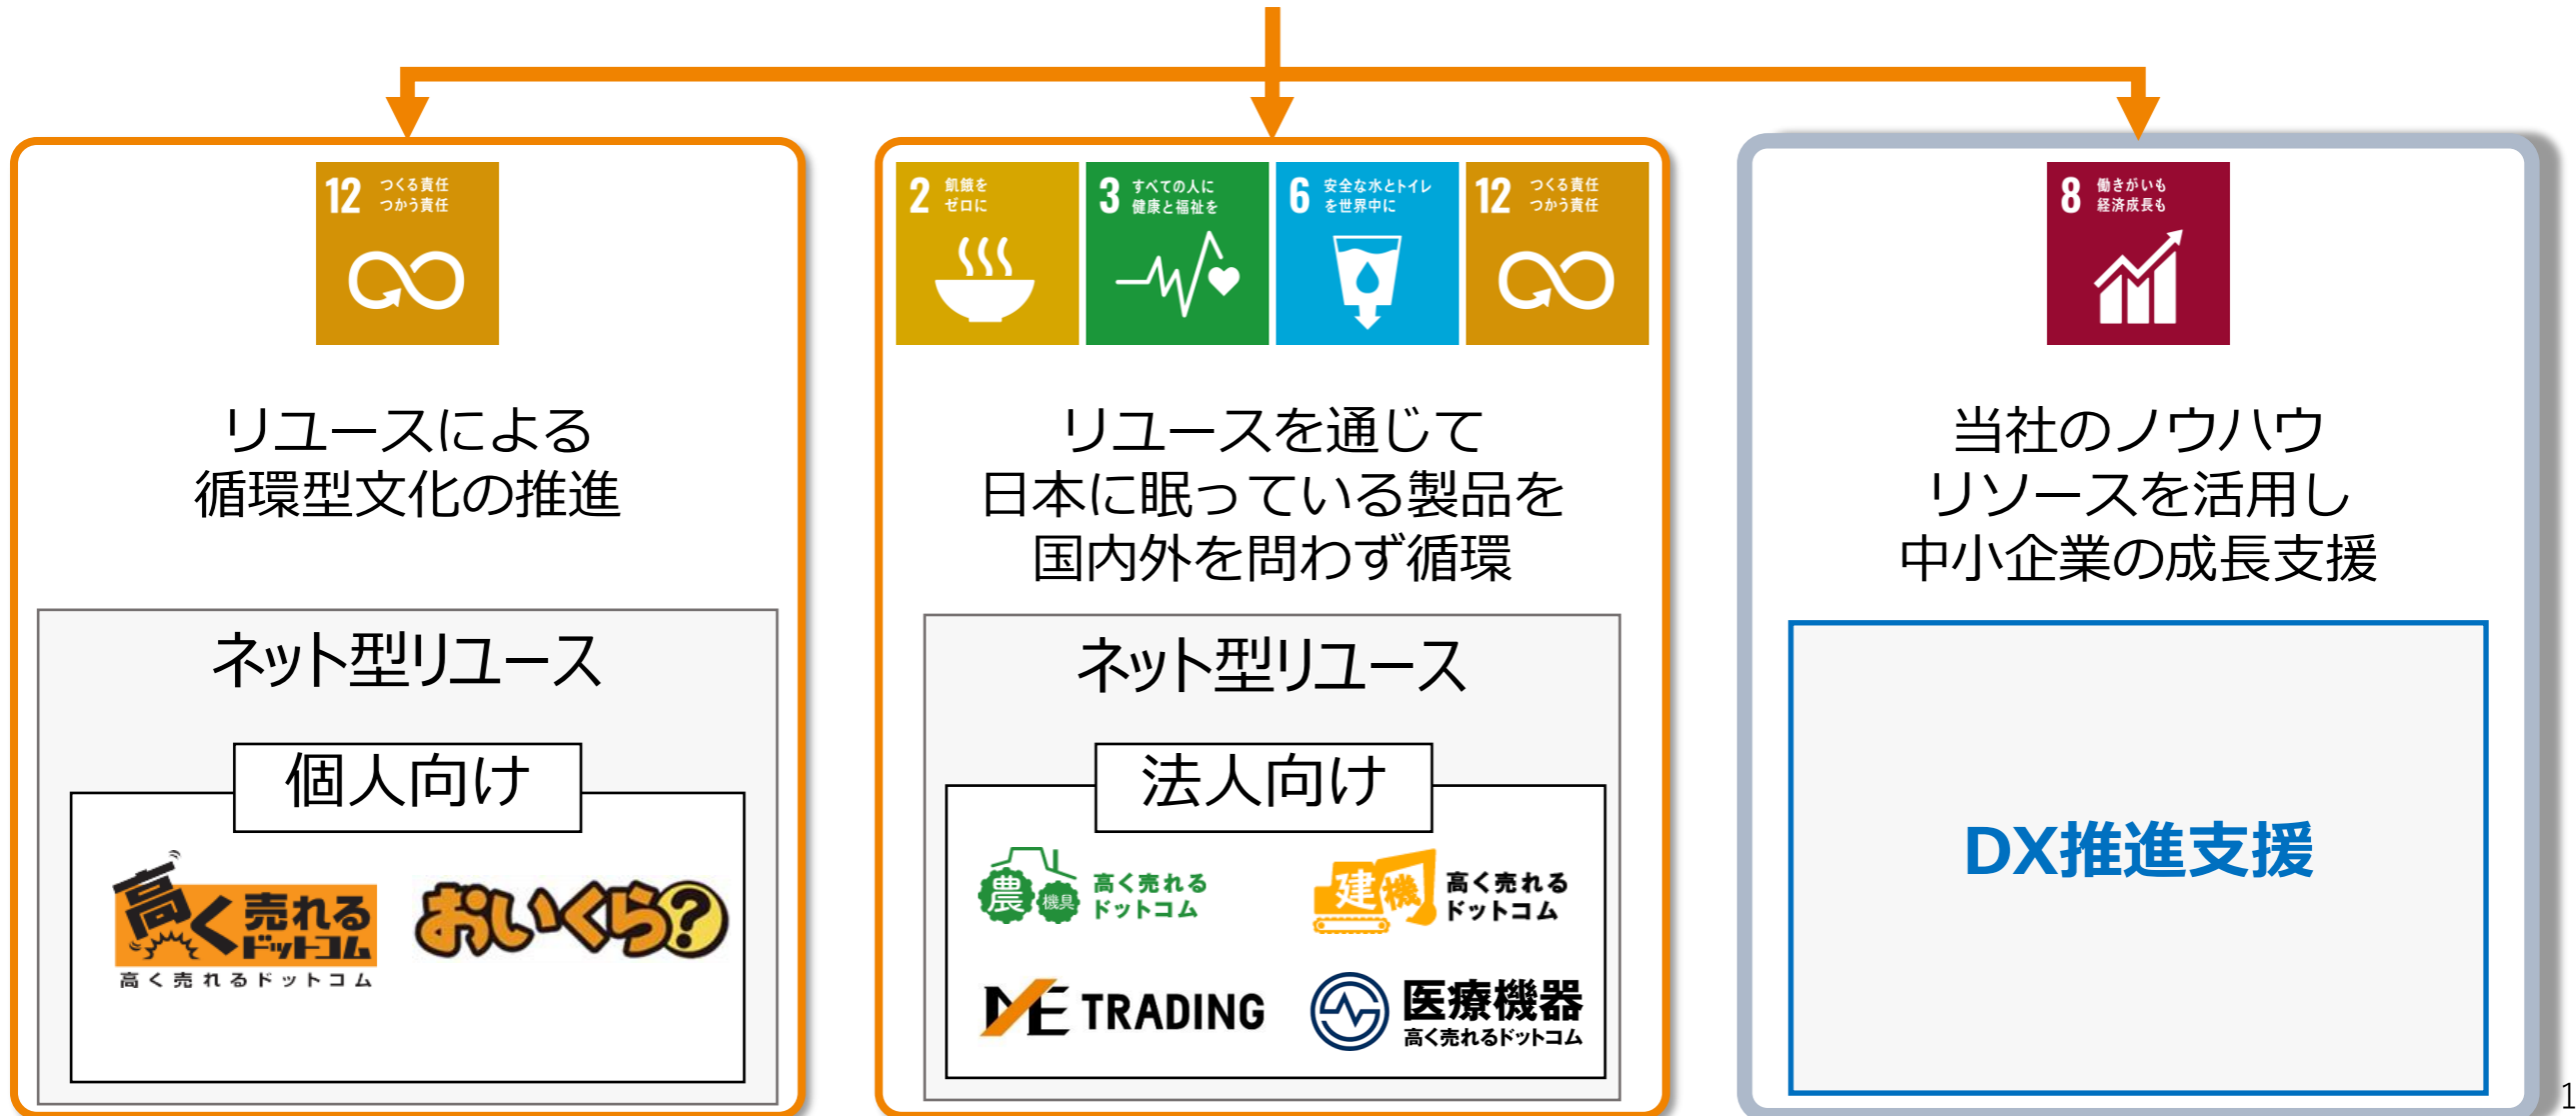 12 つくる責任
つかう責任
リユースによる
循環型文化の推進
ネット型リユース
個人向け
高く売れる
ドットコム
高く売れるドットコム
おいくら?
2 飢餓を
ゼロに
3 すべての人に
健康と福祉を
6 安全な水とトイレ
を世界中に
12 つくる責任
つかう責任
リユースを通じて
日本に眠っている製品を
国内外を問わず循環
ネット型リユース
法人向け
農機具
高く売れる
ドットコム
建機
高く売れる
ドットコム
ME TRADING
医療機器
高く売れるドットコム
8 働きがいも
経済成長も
当社のノウハウ
リソースを活用し
中小企業の成長支援
DX推進支援
1